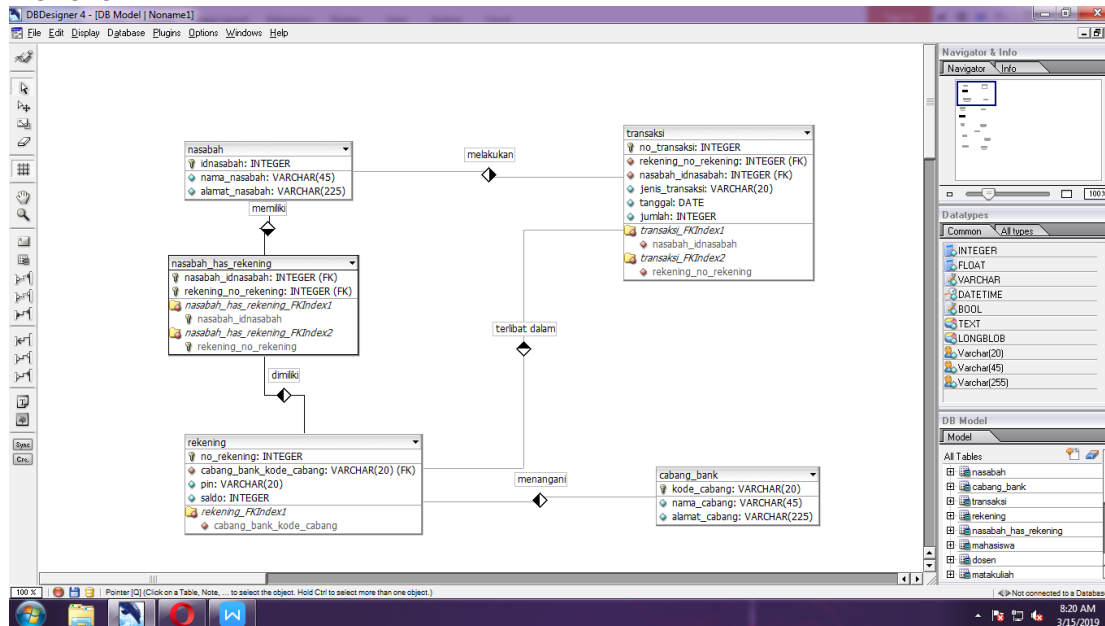 DBDesigner 4 - [DB Model | Noname1]
File Edit Display Database Plugins Options Windows Help
Navigator & Info
Navigator Info
nasabah
idnasabah: INTEGER
nama_nasabah: VARCHAR(45)
alamat_nasabah: VARCHAR(225)
melakukan
transaksi
no_transaksi: INTEGER
rekening_no_rekening: INTEGER (FK)
nasabah_idnasabah: INTEGER (FK)
jenis_transaksi: VARCHAR(20)
tanggal: DATE
jumlah: INTEGER
transaksi_FKIndex1
nasabah_idnasabah
transaksi_FKIndex2
rekening_no_rekening
memiliki
nasabah_has_rekening
nasabah_idnasabah: INTEGER (FK)
rekening_no_rekening: INTEGER (FK)
nasabah_has_rekening_FKIndex1
nasabah_idnasabah
nasabah_has_rekening_FKIndex2
rekening_no_rekening
terlibat dalam
dimiliki
rekening
no_rekening: INTEGER
cabang_bank_kode_cabang: VARCHAR(20) (FK)
pin: VARCHAR(20)
saldo: INTEGER
rekening_FKIndex1
cabang_bank_kode_cabang
menangani
cabang_bank
kode_cabang: VARCHAR(20)
nama_cabang: VARCHAR(45)
alamat_cabang: VARCHAR(225)
Sync
Cre.
Datatypes
Common All types
INTEGER
FLOAT
VARCHAR
DATETIME
BOOL
TEXT
LONGBLOB
Varchar(20)
Varchar(45)
Varchar(255)
DB Model
Model
All Tables
nasabah
cabang_bank
transaksi
rekening
nasabah_has_rekening
mahasiswa
dosen
matakuliah
100 % Pointer [Q] (Click on a Table, Note, ... to select the object. Hold Ctrl to select more than one object.)
Not connected to a Databas
8:20 AM
3/15/2019